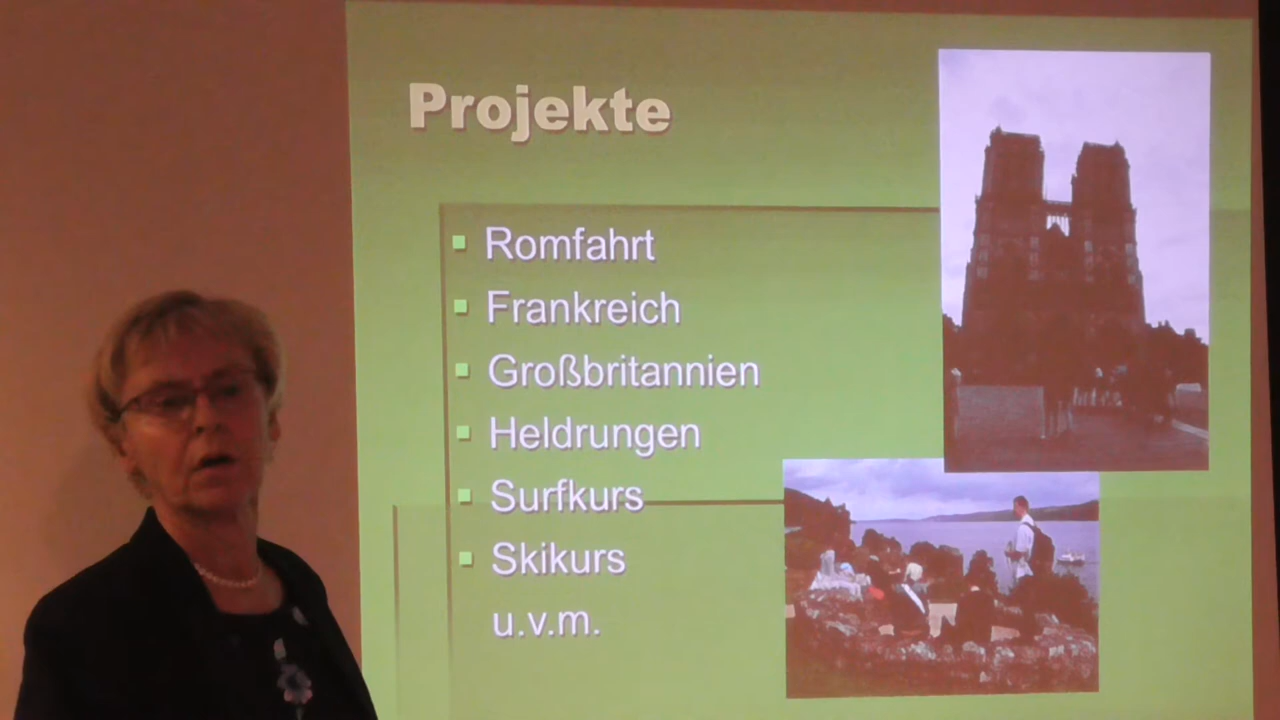 Projekte
Romfahrt
Frankreich
Großbritannien
Heldrungen
Surfkurs
Skikurs
u.v.m.